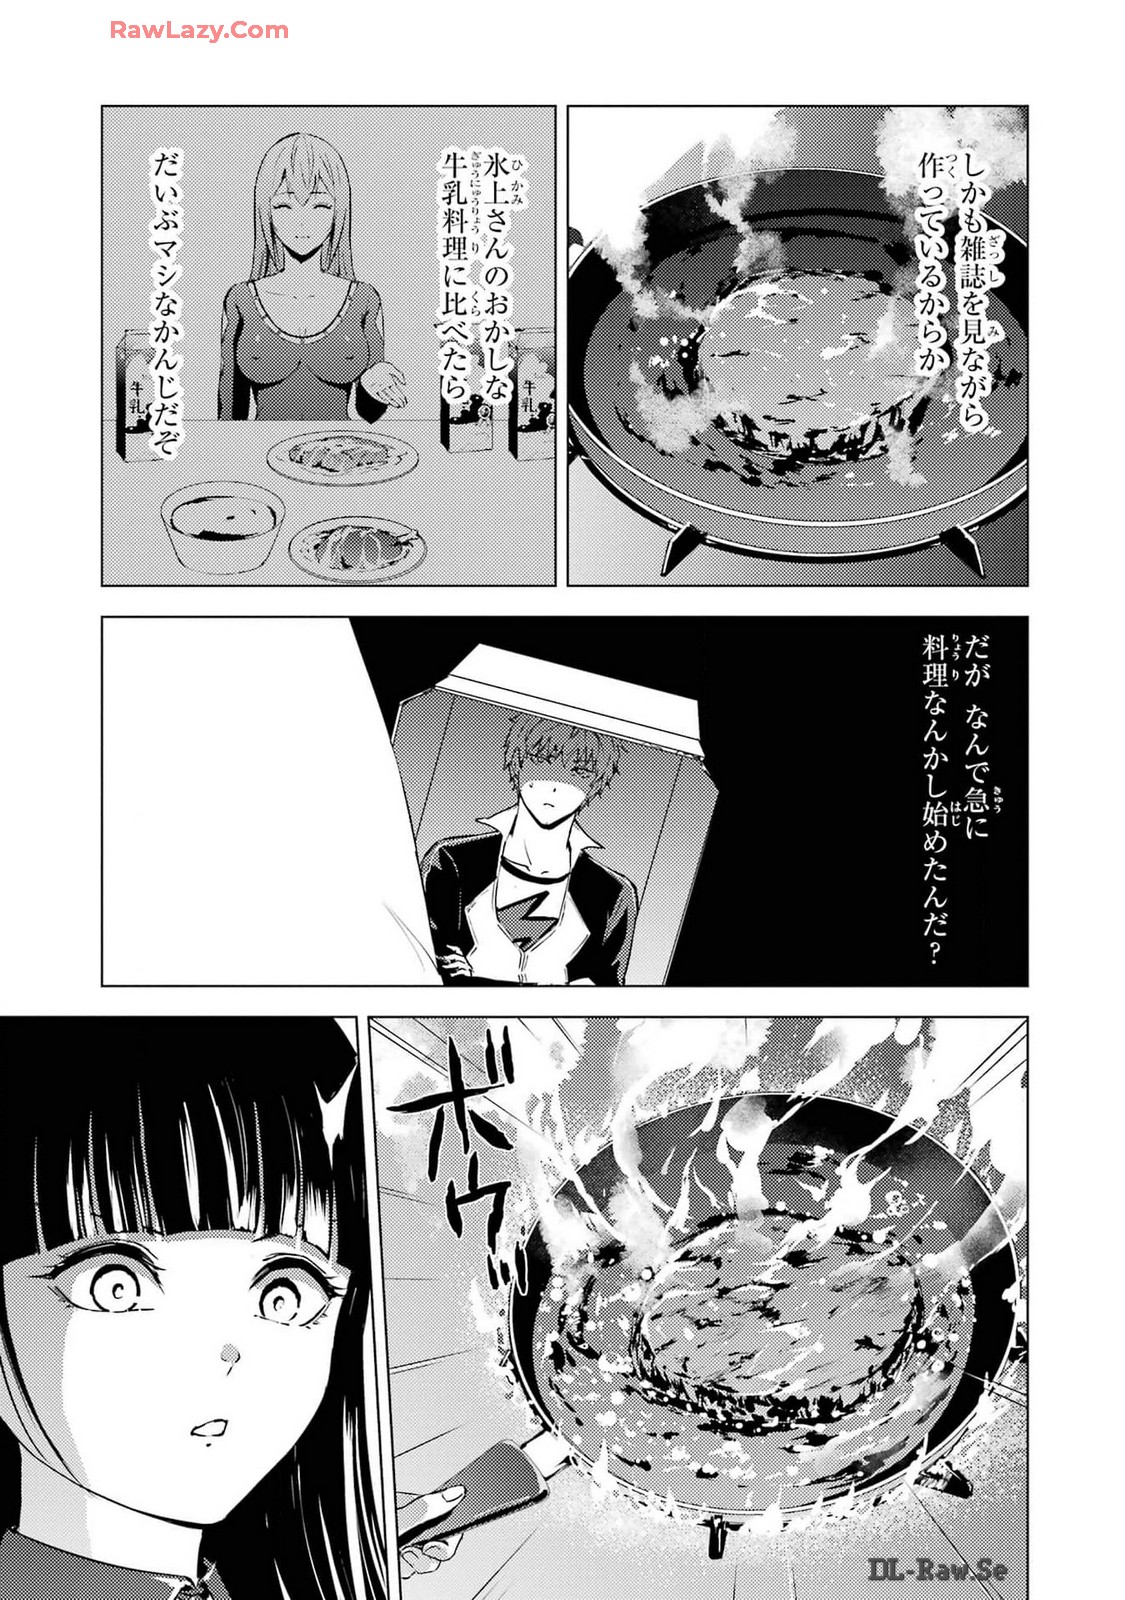 RawLazy.Com
しかも雑誌を見ながら
作っているからか
氷上さんのおかしな
牛乳料理に比べたら
だいぶマシなかんじだぞ
牛乳
だが なんで急に
料理なんかし始めたんだ？
ボウッ
DL-Raw.Se